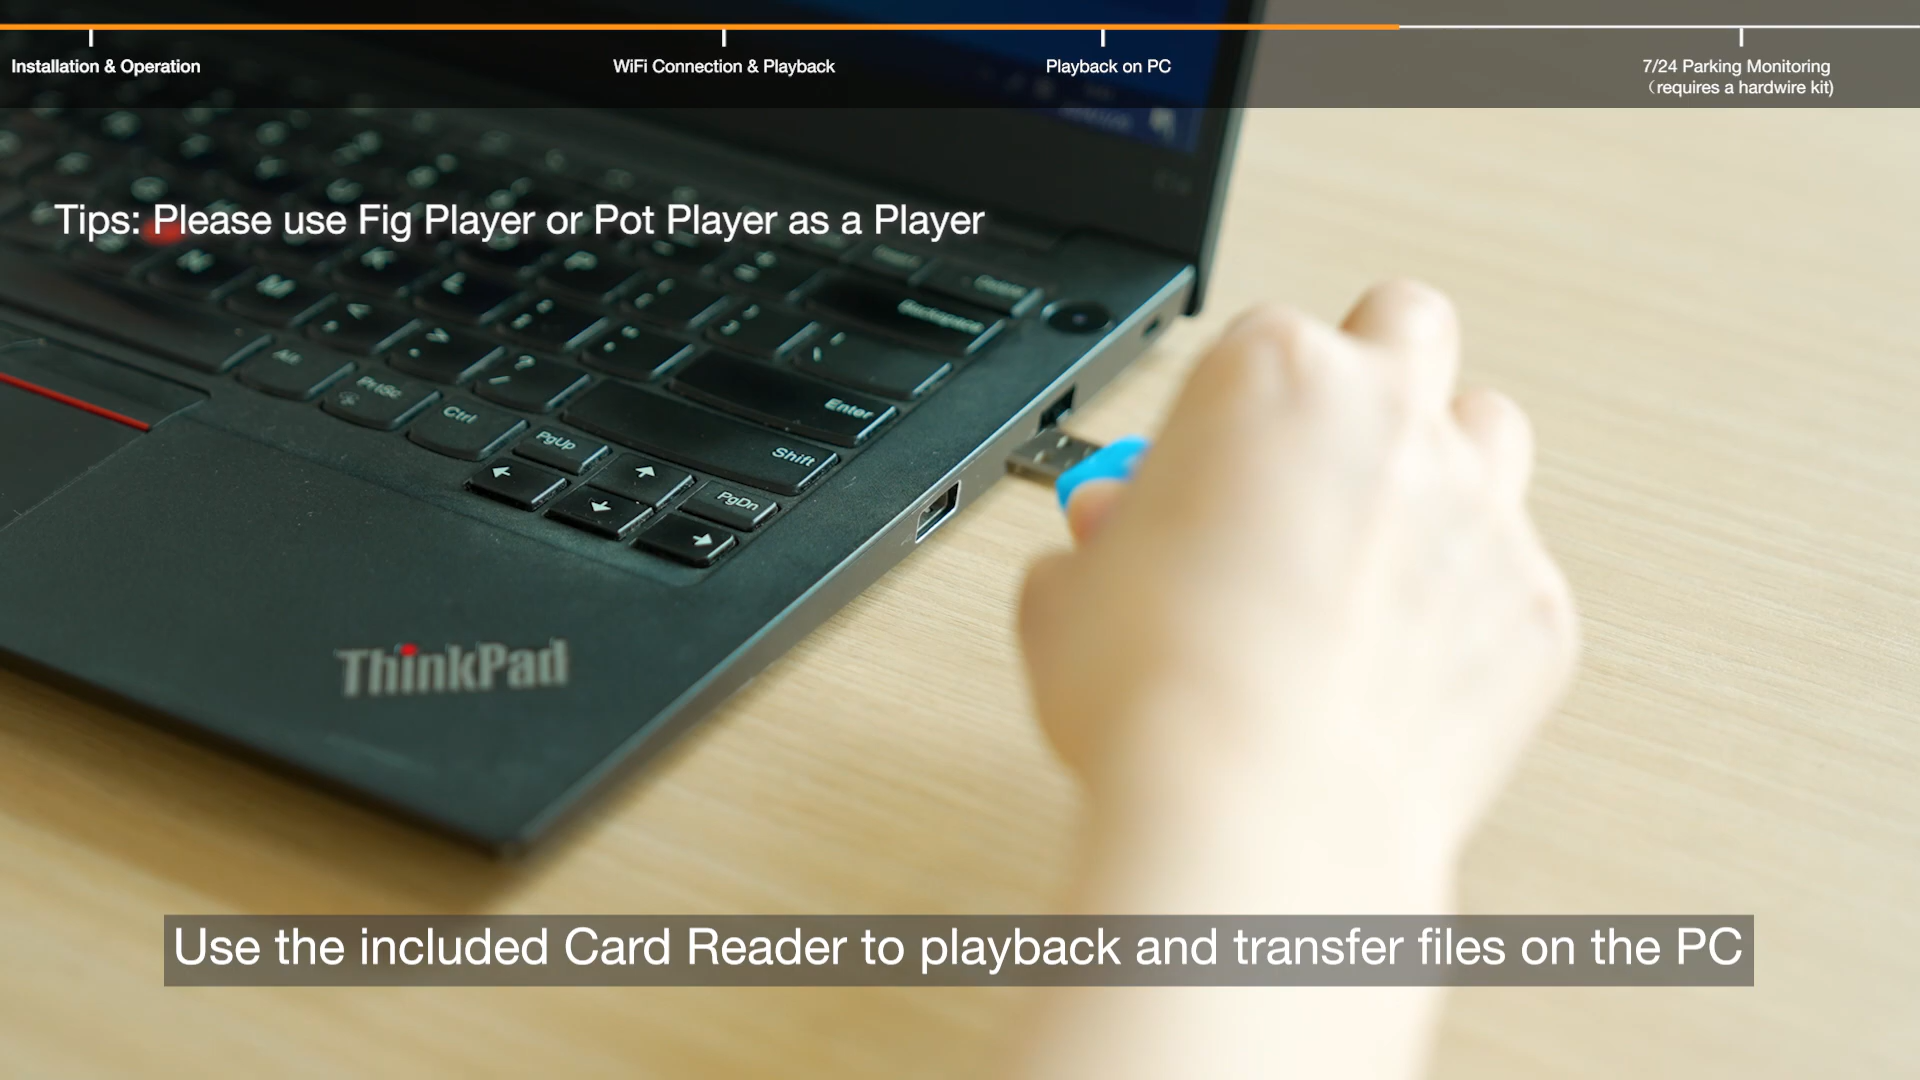 Installation & Operation
WiFi Connection & Playback
Playback on PC
7/24 Parking Monitoring
（requires a hardwire kit)
Tips: Please use Fig Player or Pot Player as a Player
Delete
Backspace
Enter
Shift
Alt
PrtSc
Ctrl
PgUp
PgDn
N
M
K
L
P
ThinkPad
Use the included Card Reader to playback and transfer files on the PC